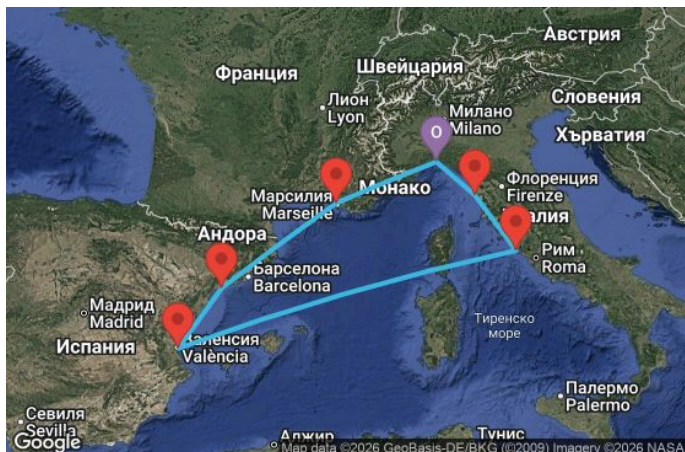 Австрия
Франция
Швейцария
Словения
Лион
Lyon
Милано
Milano
Хърватия
O
Монако
Флоренция
Firenze
Марсилия
Marseille
алия
Андора
Рим
Roma
Барселона
Barcelona
Мадрид
Madrid
Тиренско
море
Испания
Валенсия
València
Палермо
Palermo
Севиля
Sevilla
Алжир
Тунис
Google
Map data ©2026 GeoBasis-DE/BKG (©2009) Imagery ©2026 NASA